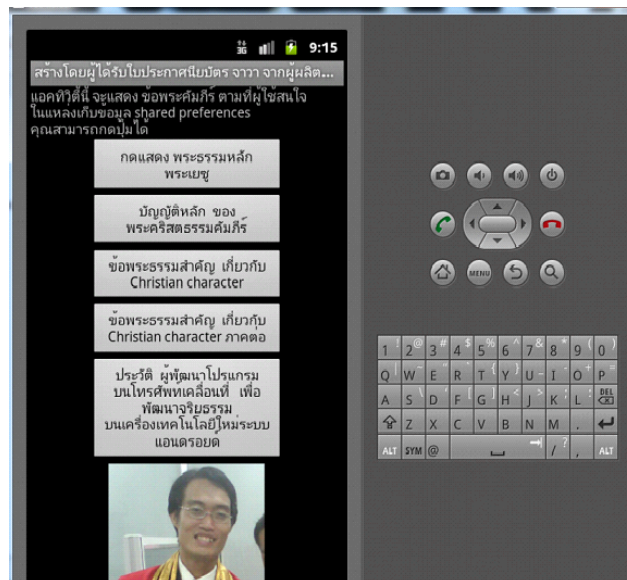 3G 9:15
สร้างโดยผู้ได้รับใบประกาศนียบัตร จาวา จากผู้ผลิต...
แอคทิวิตี้นี้ จะแสดง ข้อพระคัมภีร์ ตามที่ผู้ใช้สนใจ
ในแหล่งเก็บข้อมูล shared preferences
คุณสามารถกดปุ่มได้
กดแสดง พระธรรมหลัก
พระเยซู
บัญญัติหลัก ของ
พระคริสตธรรมคัมภีร์
ข้อพระธรรมสำคัญ เกี่ยวกับ
Christian character
ข้อพระธรรมสำคัญ เกี่ยวกับ
Christian character ภาคต่อ
ประวัติ ผู้พัฒนาโปรแกรม
บนโทรศัพท์เคลื่อนที่ เพื่อ
พัฒนาจริยธรรม
บนเครื่องเทคโนโลยีใหม่ระบบ
แอนดรอยด์
MENU
1 ! 2 @ 3 # 4 $ 5 % 6 ^ 7 & 8 * 9 ( 0 )
Q | W ~ E " R ` T { Y } U _ I - O + P =
A S \ D ' F [ G ] H < J > K ; L : DEL
Z X C V B N M .
ALT SYM @ / ? , ALT